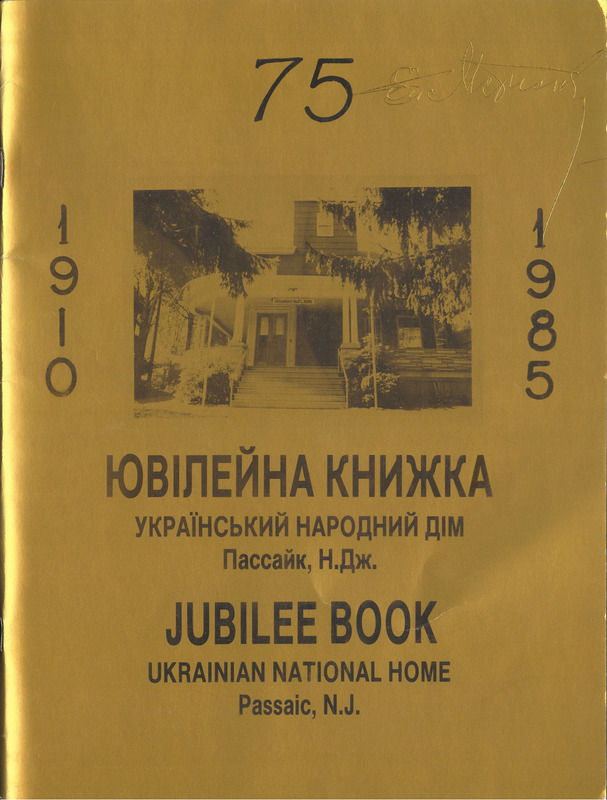 75
1910
1985
ЮВІЛЕЙНА КНИЖКА
УКРАЇНСЬКИЙ НАРОДНИЙ ДІМ
Пассайк, Н.Дж.
JUBILEE BOOK
UKRAINIAN NATIONAL HOME
Passaic, N.J.